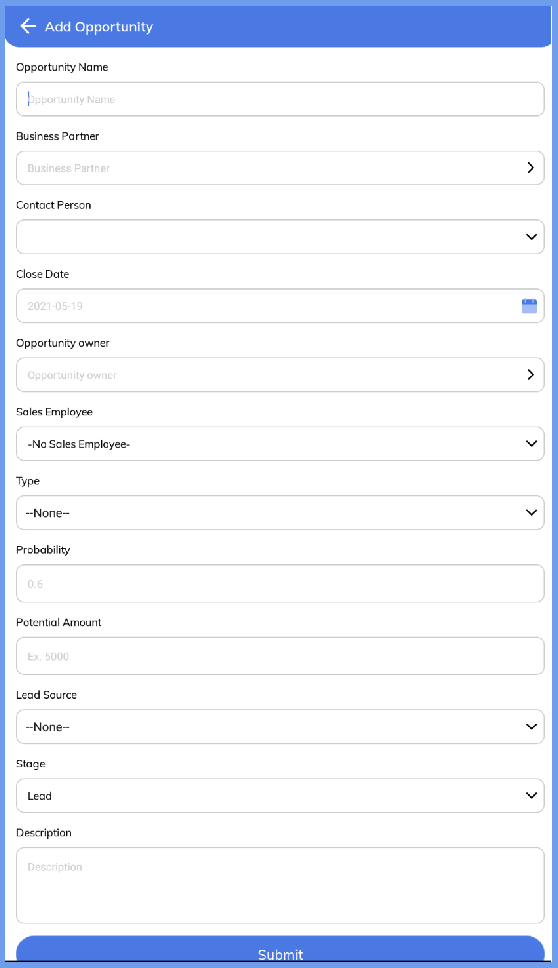 Add Opportunity
Opportunity Name
Opportunity Name
Business Partner
Business Partner
Contact Person
Close Date
2021-05-19
Opportunity owner
Opportunity owner
Sales Employee
-No Sales Employee-
Type
--None--
Probability
0.6
Potential Amount
Ex. 5000
Lead Source
--None--
Stage
Lead
Description
Description
Submit